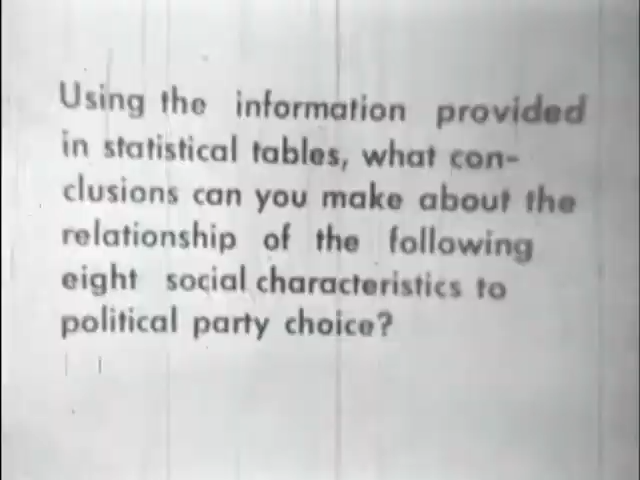 Using the information provided
in statistical tables, what con-
clusions can you make about the
relationship of the following
eight social characteristics to
political party choice?